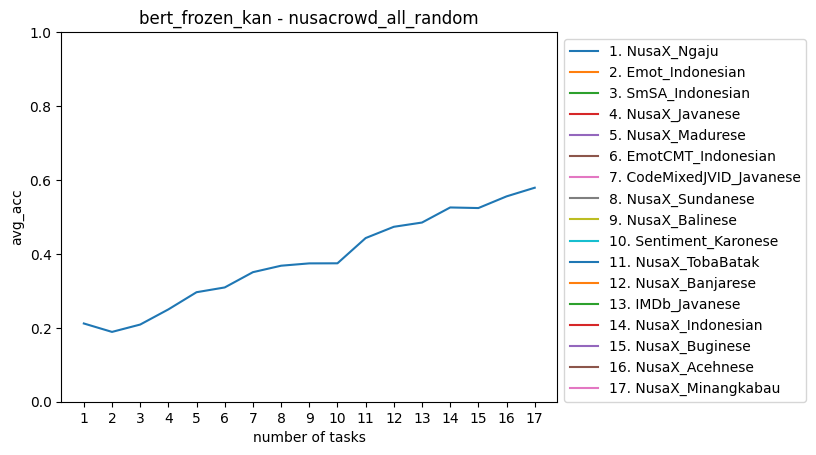 bert_frozen_kan - nusacrowd_all_random
1.0
0.8
0.6
0.4
0.2
0.0
avg_acc
1 2 3 4 5 6 7 8 9 10 11 12 13 14 15 16 17
number of tasks
1. NusaX_Ngaju
2. Emot_Indonesian
3. SmSA_Indonesian
4. NusaX_Javanese
5. NusaX_Madurese
6. EmotCMT_Indonesian
7. CodeMixedJVID_Javanese
8. NusaX_Sundanese
9. NusaX_Balinese
10. Sentiment_Karonese
11. NusaX_TobaBatak
12. NusaX_Banjarese
13. IMDb_Javanese
14. NusaX_Indonesian
15. NusaX_Buginese
16. NusaX_Acehnese
17. NusaX_Minangkabau